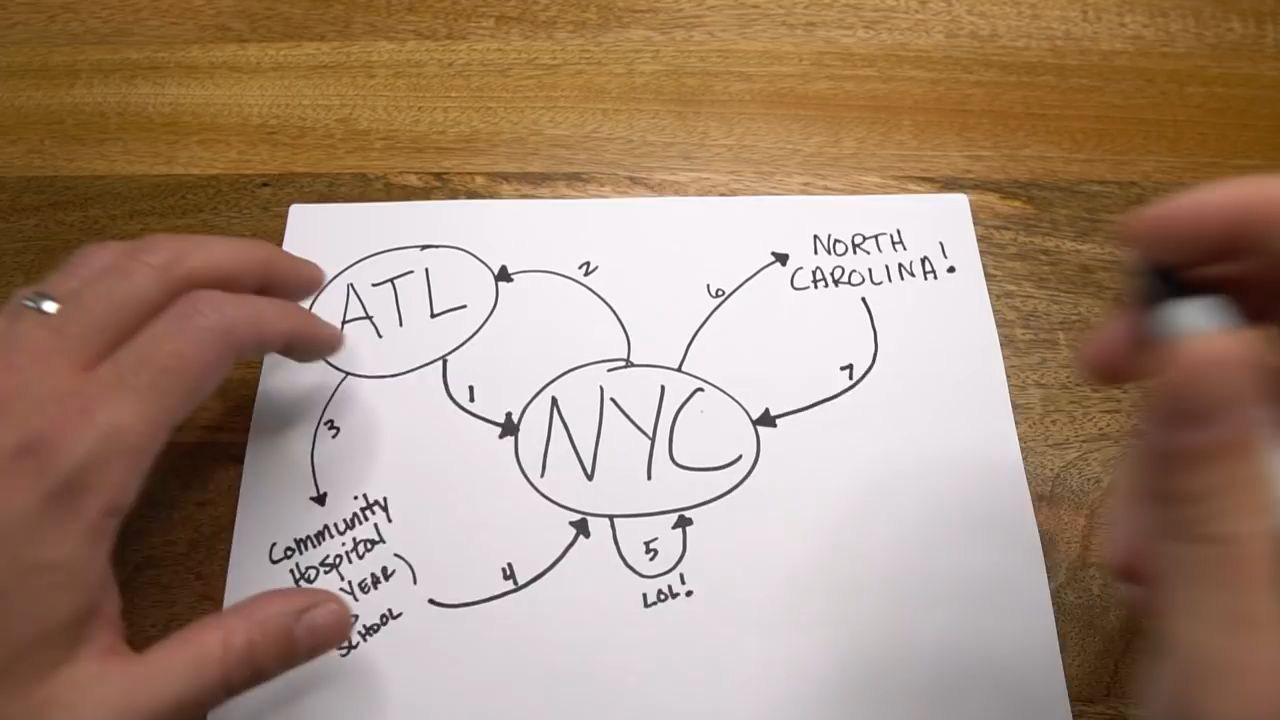 ATL
2
6
NORTH
CAROLINA!
1
7
3
NYC
Community
Hospital
YEAR)
SCHOOL
4
5
LOL!